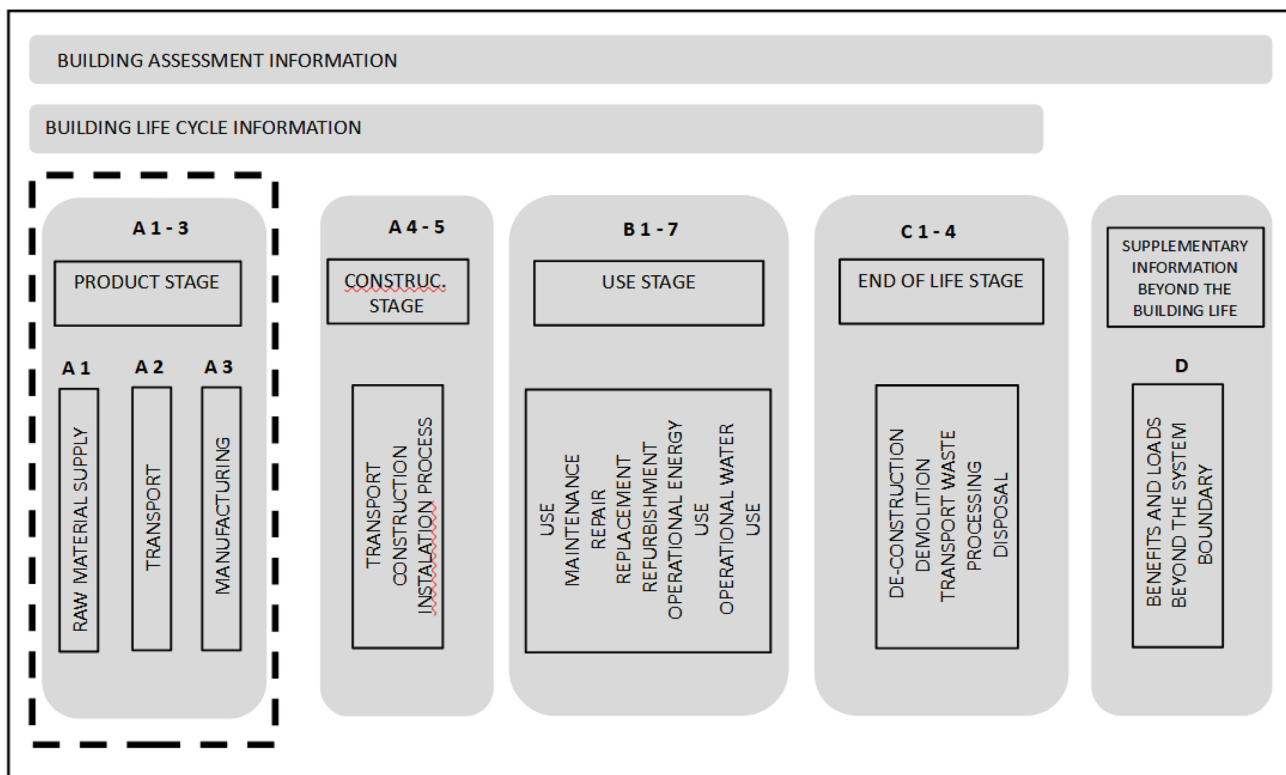 BUILDING ASSESSMENT INFORMATION
BUILDING LIFE CYCLE INFORMATION
A 1 - 3
PRODUCT STAGE
A 1
RAW MATERIAL SUPPLY
A 2
TRANSPORT
A 3
MANUFACTURING
A 4 - 5
CONSTRUC.
STAGE
TRANSPORT
CONSTRUCTION
INSTALATION PROCESS
B 1 - 7
USE STAGE
USE
MAINTENANCE
REPAIR
REPLACEMENT
REFURBISHMENT
OPERATIONAL ENERGY
USE
OPERATIONAL WATER
USE
C 1 - 4
END OF LIFE STAGE
DE-CONSTRUCTION
DEMOLITION
TRANSPORT WASTE
PROCESSING
DISPOSAL
SUPPLEMENTARY
INFORMATION
BEYOND THE
BUILDING LIFE
D
BENEFITS AND LOADS
BEYOND THE SYSTEM
BOUNDARY